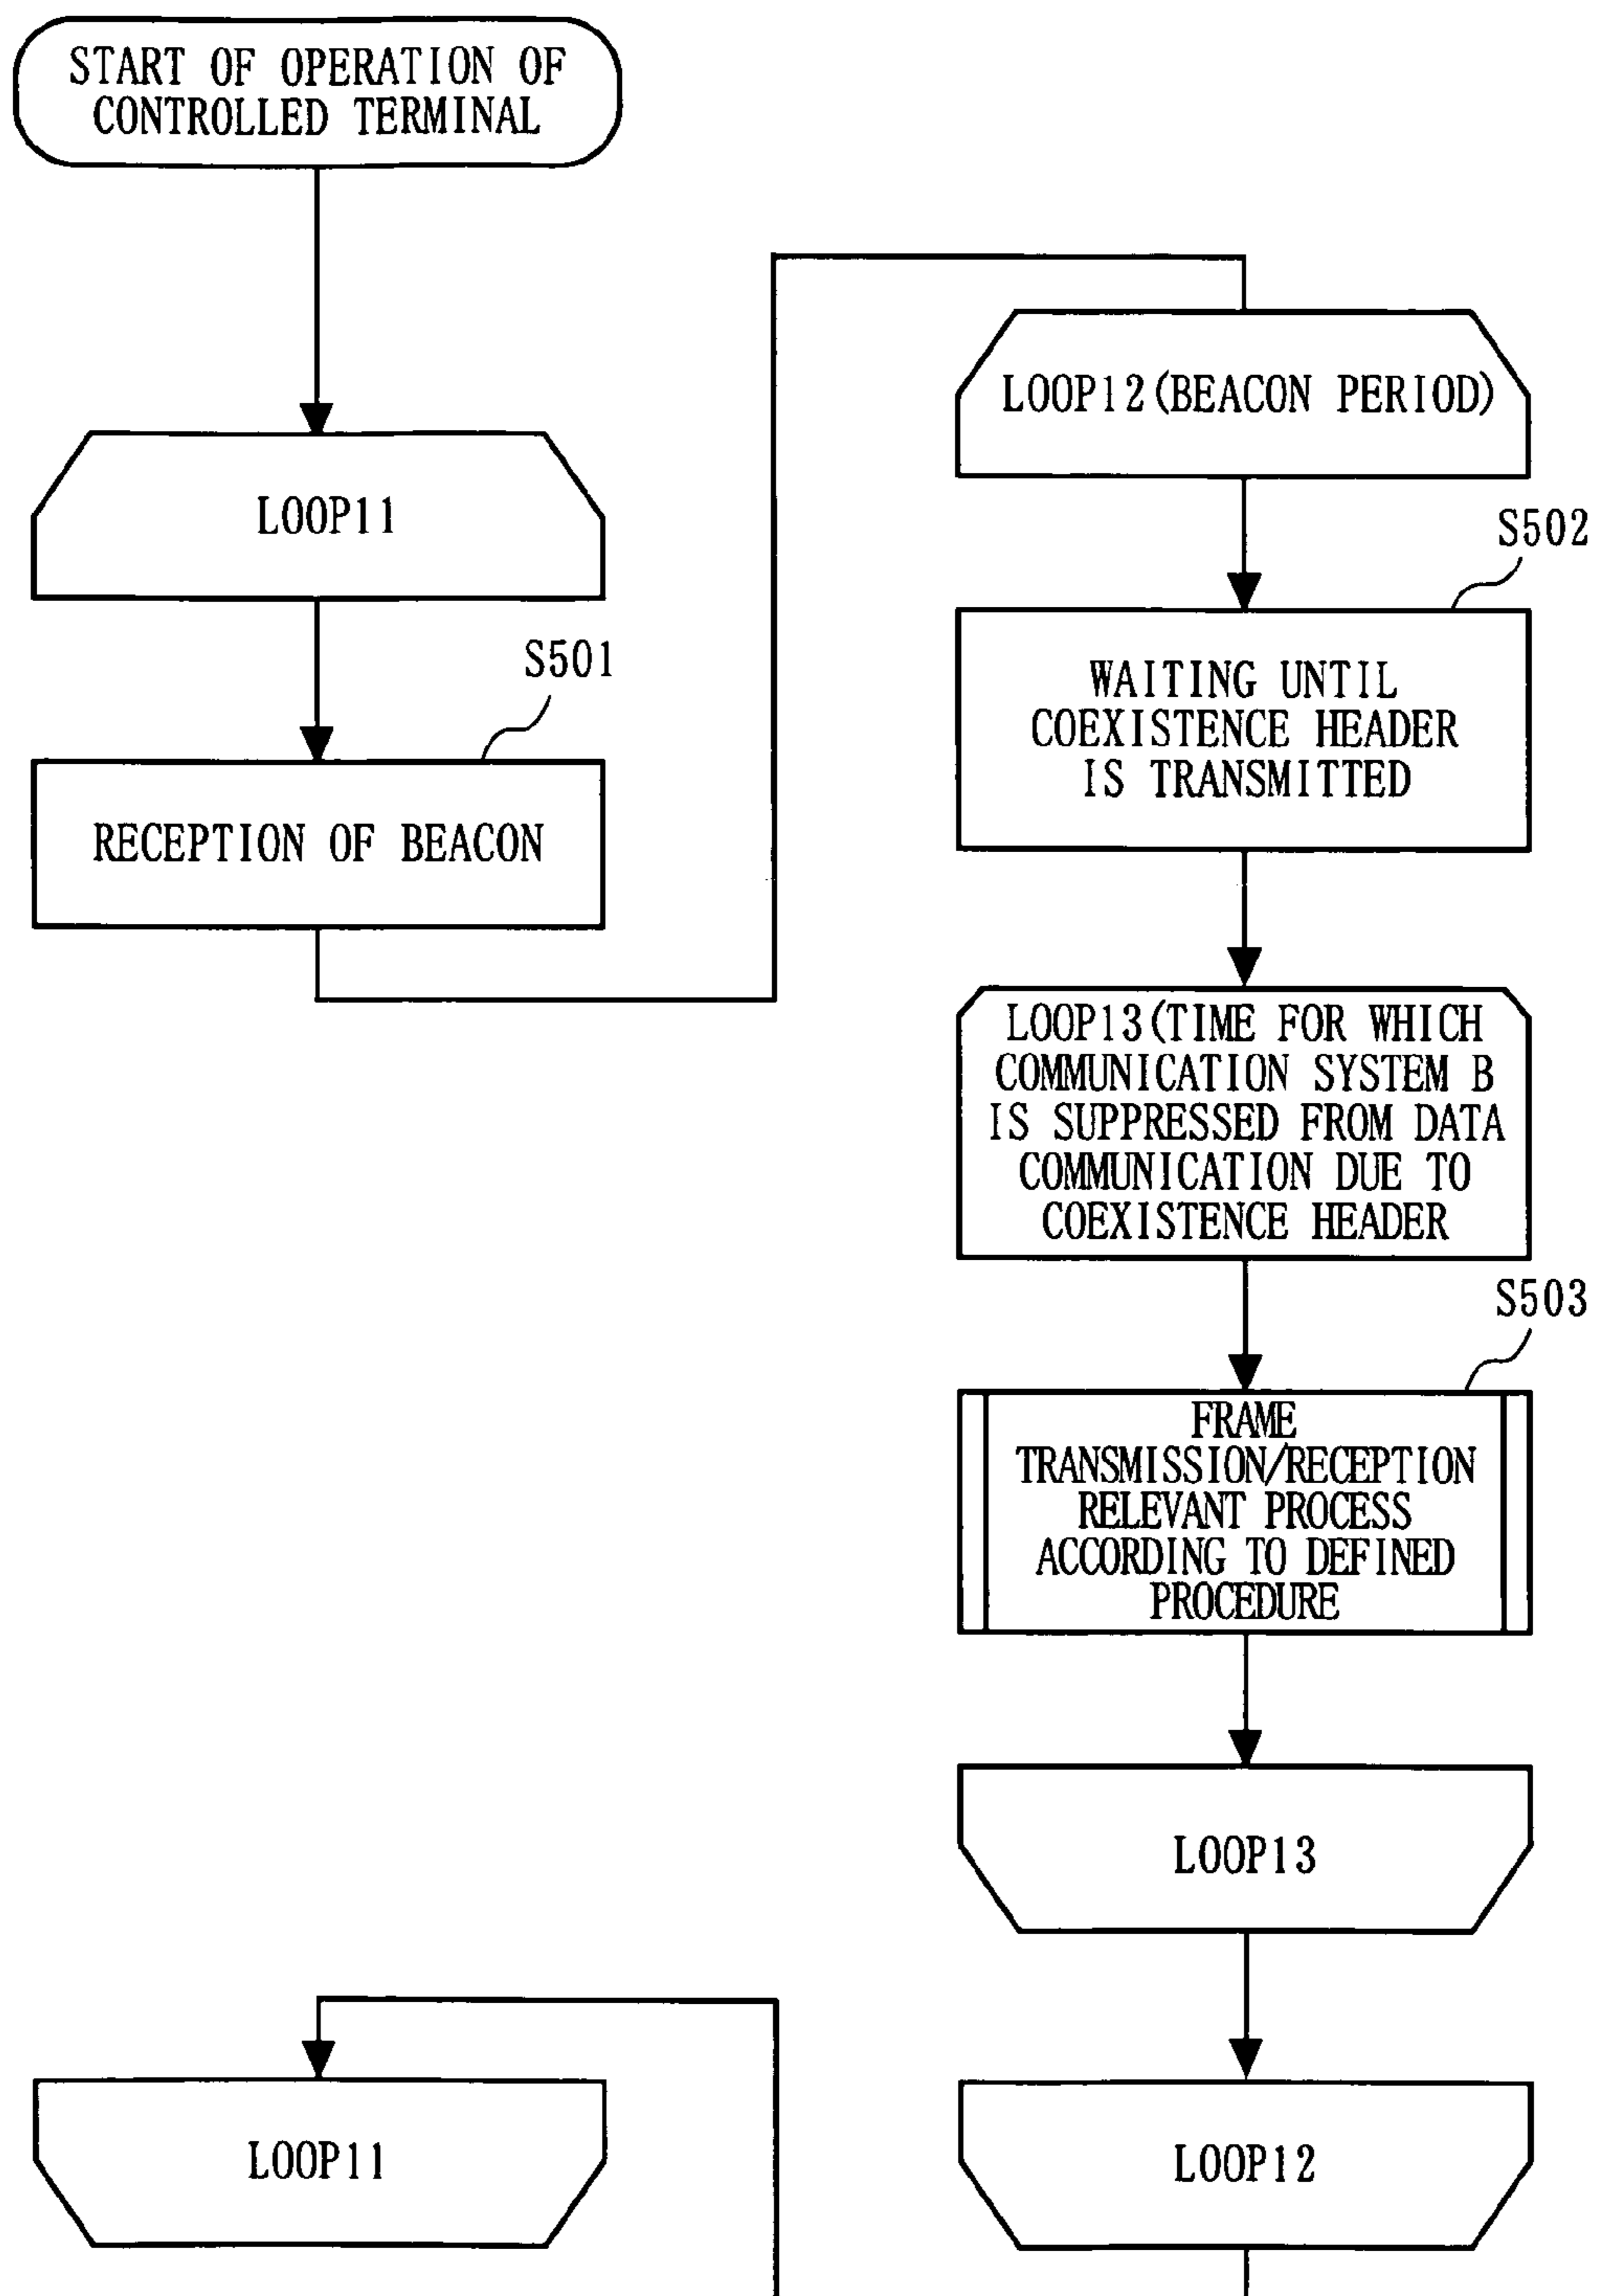 START OF OPERATION OF
CONTROLLED TERMINAL
LOOP11
S501
RECEPTION OF BEACON
LOOP12(BEACON PERIOD)
S502
WAITING UNTIL
COEXISTENCE HEADER
IS TRANSMITTED
LOOP13(TIME FOR WHICH
COMMUNICATION SYSTEM B
IS SUPPRESSED FROM DATA
COMMUNICATION DUE TO
COEXISTENCE HEADER
S503
FRAME
TRANSMISSION/RECEPTION
RELEVANT PROCESS
ACCORDING TO DEFINED
PROCEDURE
LOOP13
LOOP12
LOOP11